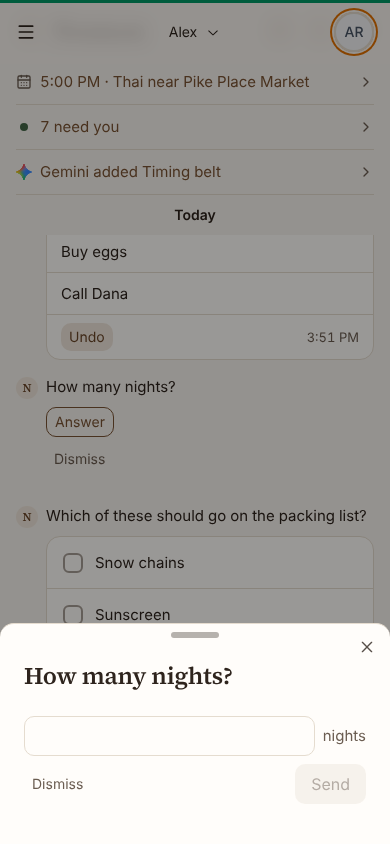 Alex
AR
5:00 PM · Thai near Pike Place Market
7 need you
Gemini added Timing belt
Today
Buy eggs
Call Dana
Undo
3:51 PM
N
How many nights?
Answer
Dismiss
N
Which of these should go on the packing list?
Snow chains
Sunscreen
How many nights?
nights
Dismiss
Send